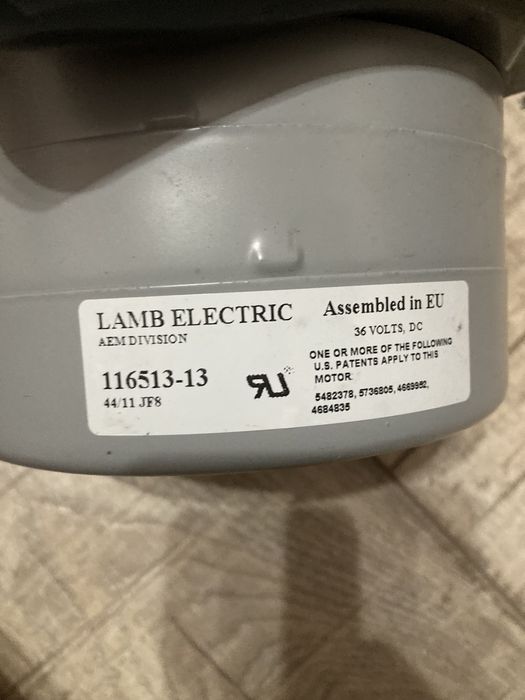 LAMB ELECTRIC
AEM DIVISION
116513-13
44/11 JF8
Assembled in EU
36 VOLTS, DC
ONE OR MORE OF THE FOLLOWING
U.S. PATENTS APPLY TO THIS
MOTOR
5482378, 5736805, 4669952,
4684835